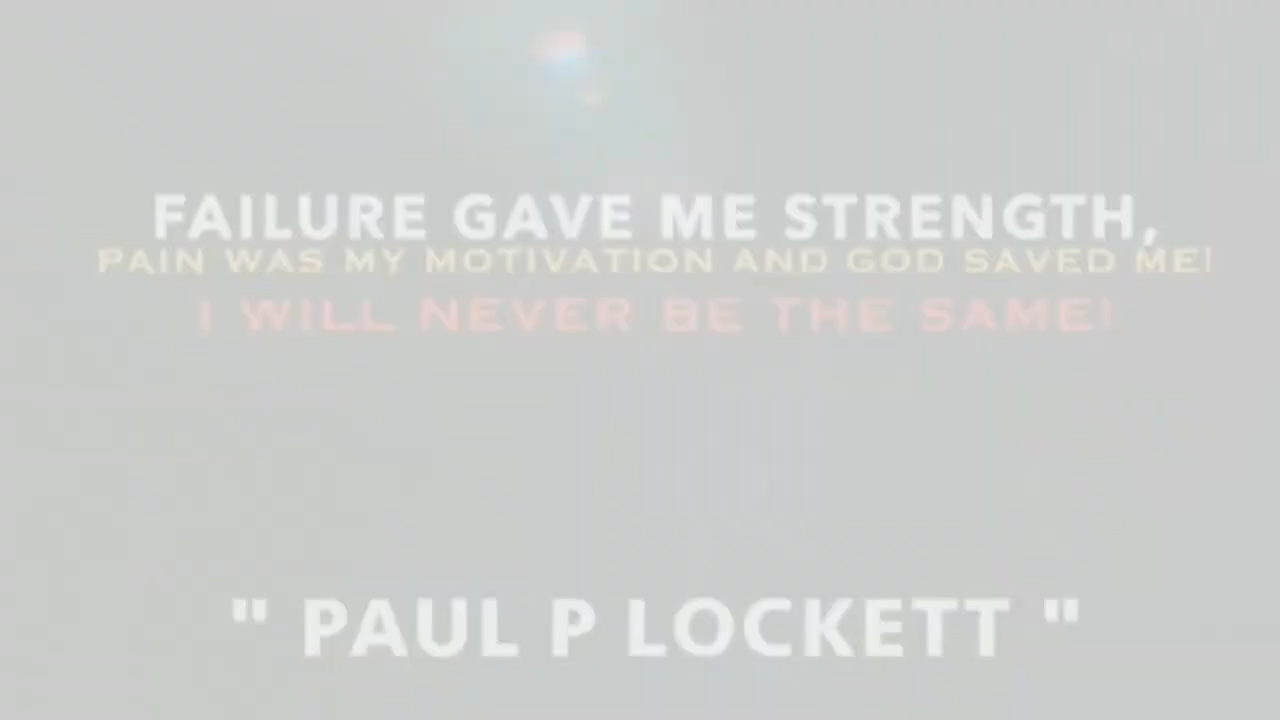 FAILURE GAVE ME STRENGTH,
PAIN WAS MY MOTIVATION AND GOD SAVED ME!
I WILL NEVER BE THE SAME!
" PAUL P LOCKETT "